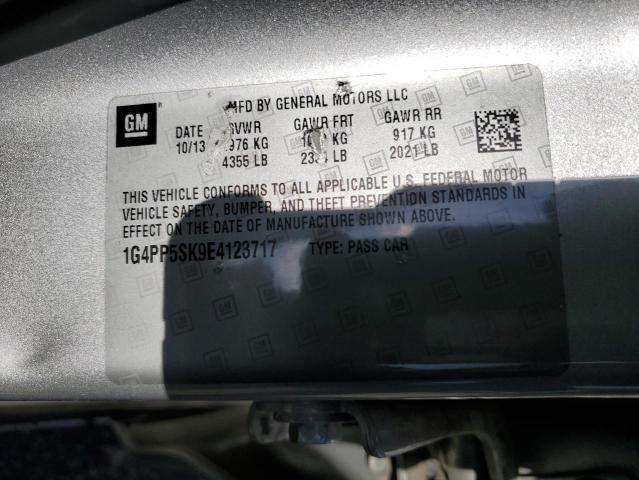 MFD BY GENERAL MOTORS LLC
GM
DATE GVWR GAWR FRT GAWR RR
10/13 KG 917 KG
4355 LB LB 2021 LB
THIS VEHICLE CONFORMS TO ALL APPLICABLE U.S. FEDERAL MOTOR
VEHICLE SAFETY, BUMPER, AND THEFT PREVENTION STANDARDS IN
EFFECT ON THE DATE OF MANUFACTURE SHOWN ABOVE.
1G4PP5SK9E4123717 TYPE: PASS CAR